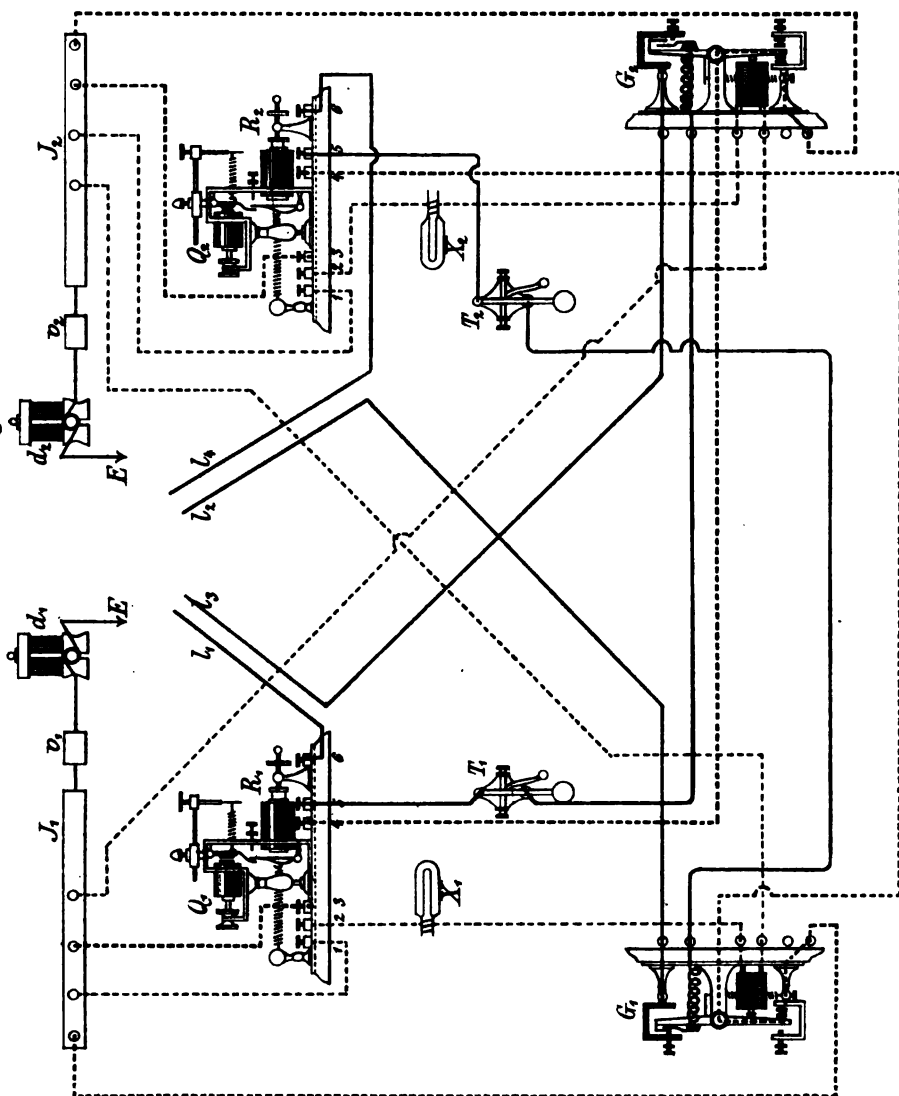 J₁
v₁
d₁
E
E
d₂
v₂
J₂
Q₁
R₁
l₁
l₃
l₂
l₄
Q₂
R₂
1 2 3 4 5 6
1 2 3 4 5 6
X₁
X₂
T₁
T₂
G₁
G₂